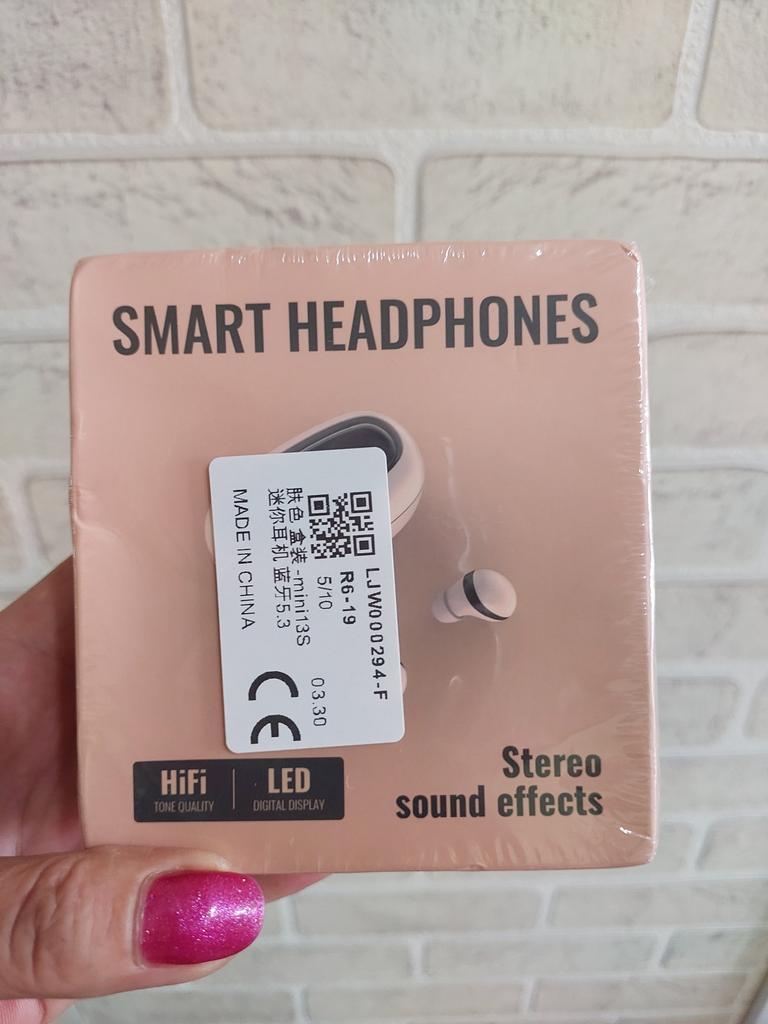 SMART HEADPHONES
LJW000294-F
R6-19
5/10 03.30
肤色 盒装 -mini13S
迷你耳机 蓝牙5.3
MADE IN CHINA
CE
HiFi
TONE QUALITY
LED
DIGITAL DISPLAY
Stereo
sound effects